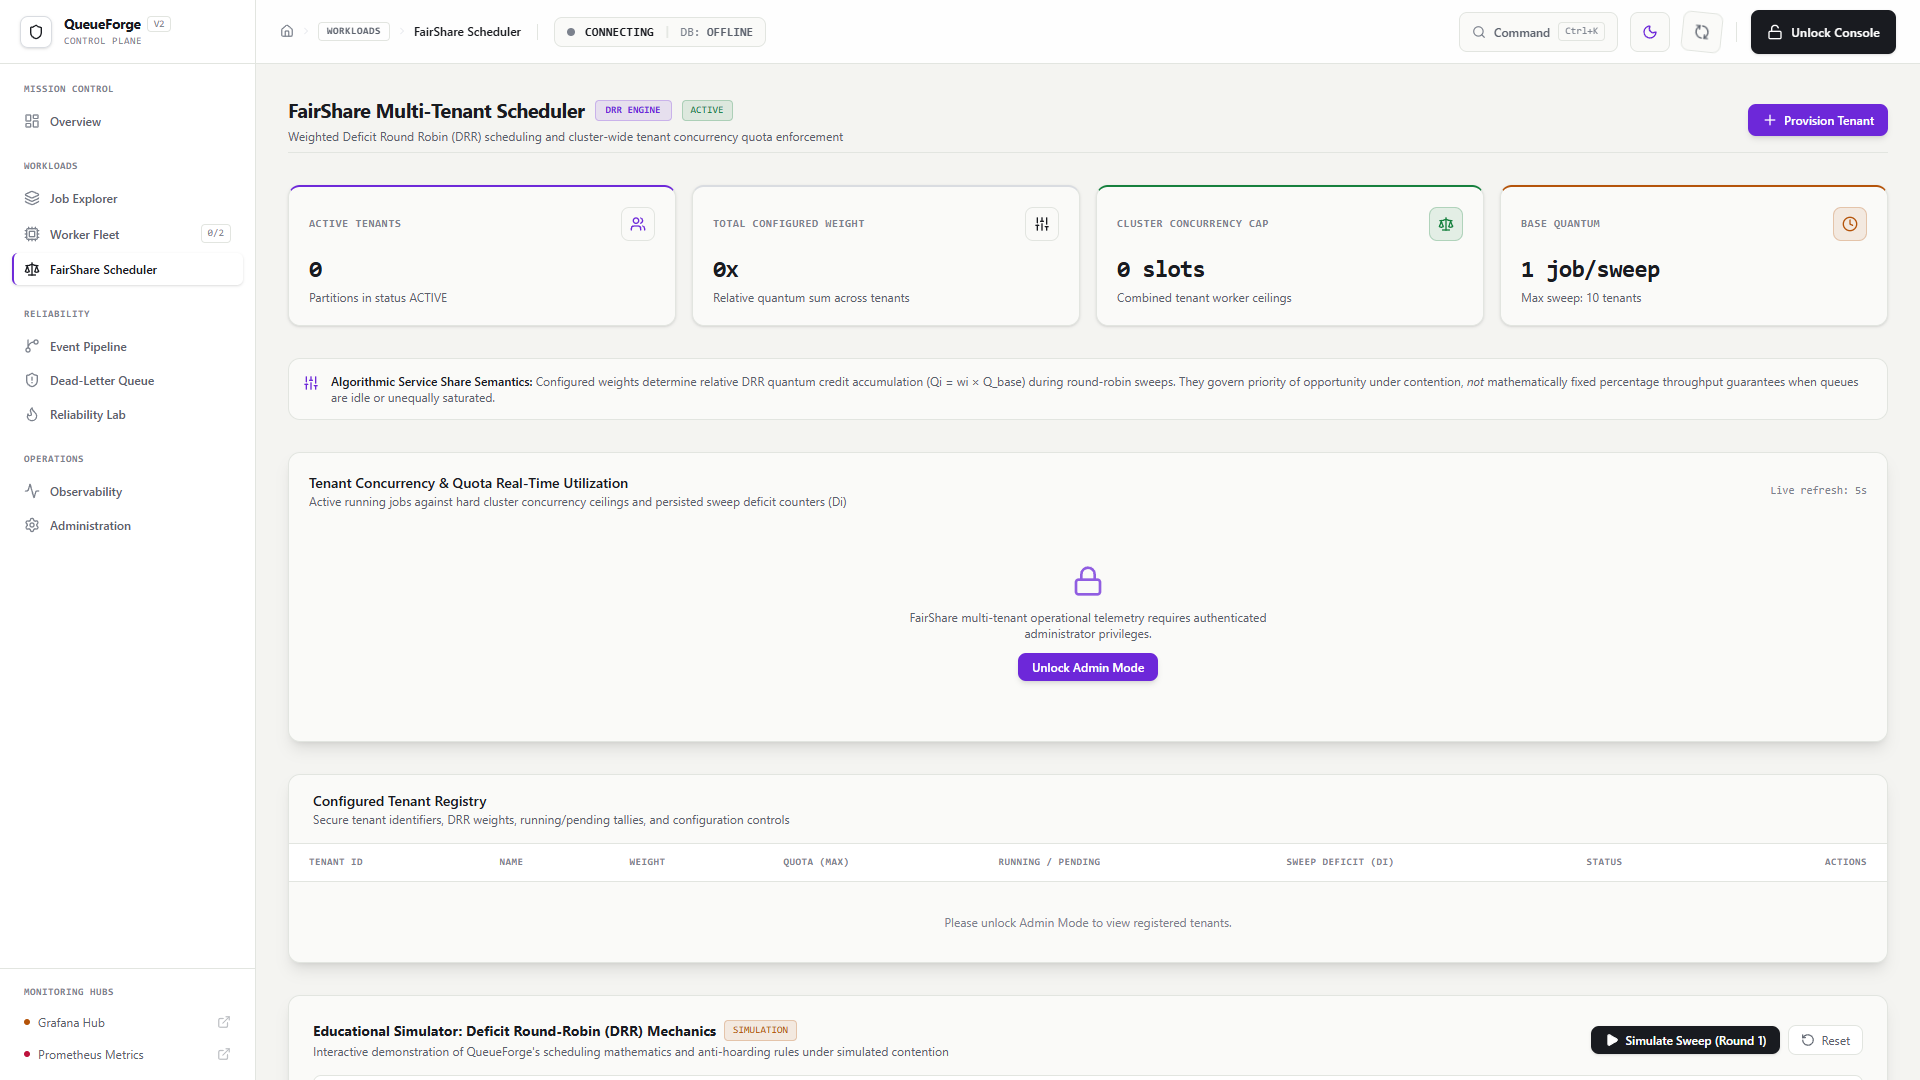 QueueForge V2
CONTROL PLANE
MISSION CONTROL
Overview
WORKLOADS
Job Explorer
Worker Fleet 0/2
FairShare Scheduler
RELIABILITY
Event Pipeline
Dead-Letter Queue
Reliability Lab
OPERATIONS
Observability
Administration
MONITORING HUBS
Grafana Hub
Prometheus Metrics
WORKLOADS FairShare Scheduler CONNECTING DB: OFFLINE Command Ctrl+K Unlock Console
FairShare Multi-Tenant Scheduler DRR ENGINE ACTIVE
Weighted Deficit Round Robin (DRR) scheduling and cluster-wide tenant concurrency quota enforcement
Provision Tenant
ACTIVE TENANTS
0
Partitions in status ACTIVE
TOTAL CONFIGURED WEIGHT
0x
Relative quantum sum across tenants
CLUSTER CONCURRENCY CAP
0 slots
Combined tenant worker ceilings
BASE QUANTUM
1 job/sweep
Max sweep: 10 tenants
Algorithmic Service Share Semantics: Configured weights determine relative DRR quantum credit accumulation (Qi = wi × Q_base) during round-robin sweeps. They govern priority of opportunity under contention, not mathematically fixed percentage throughput guarantees when queues
are idle or unequally saturated.
Tenant Concurrency & Quota Real-Time Utilization
Active running jobs against hard cluster concurrency ceilings and persisted sweep deficit counters (Di)
Live refresh: 5s
FairShare multi-tenant operational telemetry requires authenticated
administrator privileges.
Unlock Admin Mode
Configured Tenant Registry
Secure tenant identifiers, DRR weights, running/pending tallies, and configuration controls
TENANT ID NAME WEIGHT QUOTA (MAX) RUNNING / PENDING SWEEP DEFICIT (DI) STATUS ACTIONS
Please unlock Admin Mode to view registered tenants.
Educational Simulator: Deficit Round-Robin (DRR) Mechanics SIMULATION
Interactive demonstration of QueueForge's scheduling mathematics and anti-hoarding rules under simulated contention
Simulate Sweep (Round 1) Reset